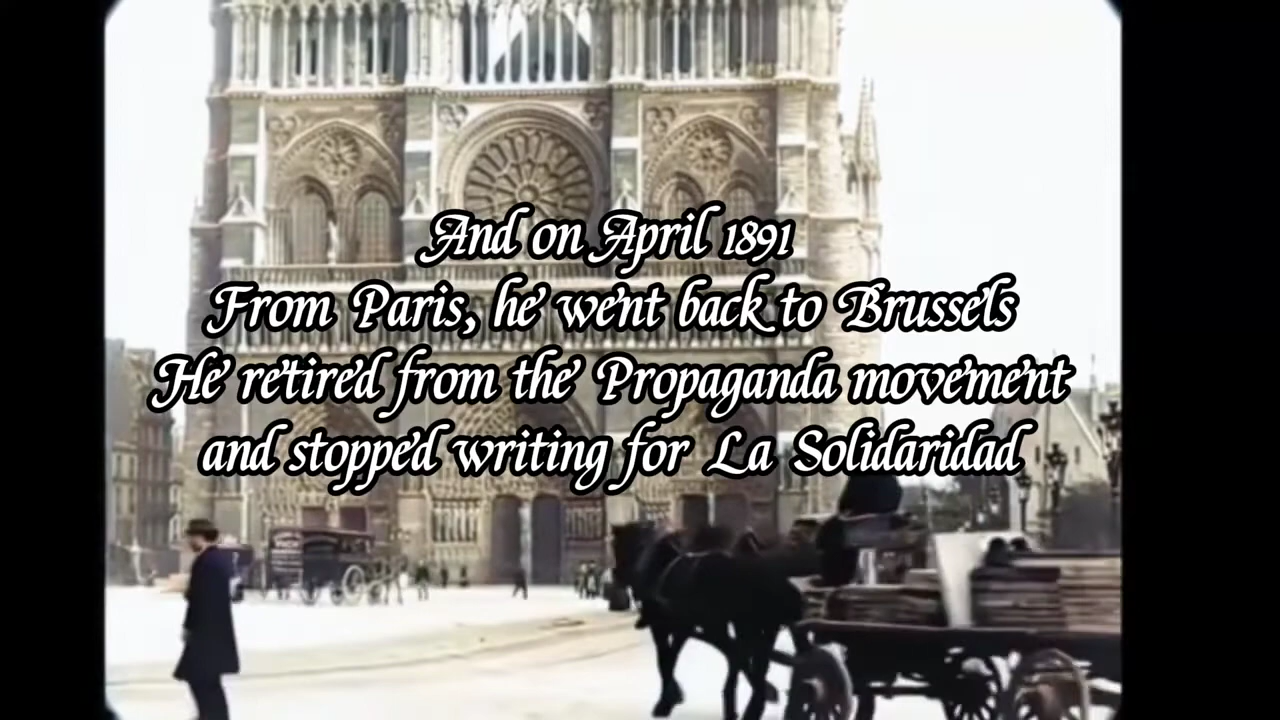 And on April 1891
From Paris, he went back to Brussels
He retired from the Propaganda movement
and stopped writing for La Solidaridad